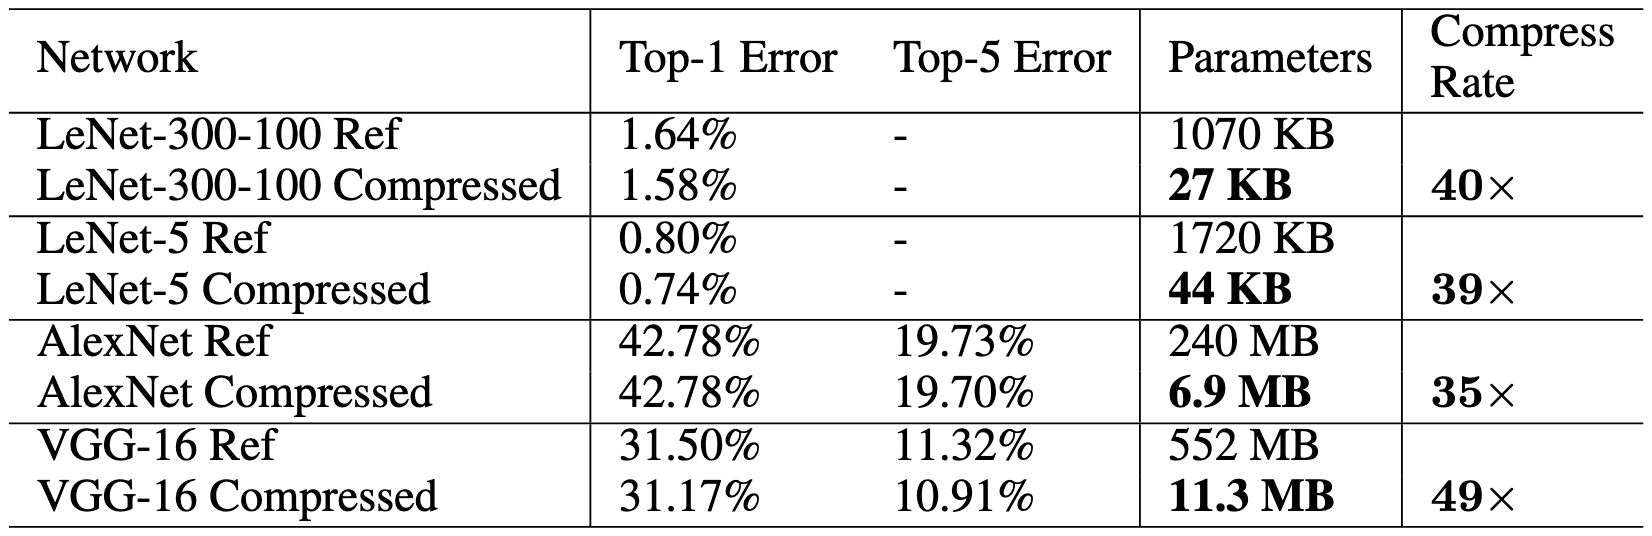 Network Top-1 Error Top-5 Error Parameters Compress Rate
LeNet-300-100 Ref 1.64% - 1070 KB
LeNet-300-100 Compressed 1.58% - 27 KB 40×
LeNet-5 Ref 0.80% - 1720 KB
LeNet-5 Compressed 0.74% - 44 KB 39×
AlexNet Ref 42.78% 19.73% 240 MB
AlexNet Compressed 42.78% 19.70% 6.9 MB 35×
VGG-16 Ref 31.50% 11.32% 552 MB
VGG-16 Compressed 31.17% 10.91% 11.3 MB 49×